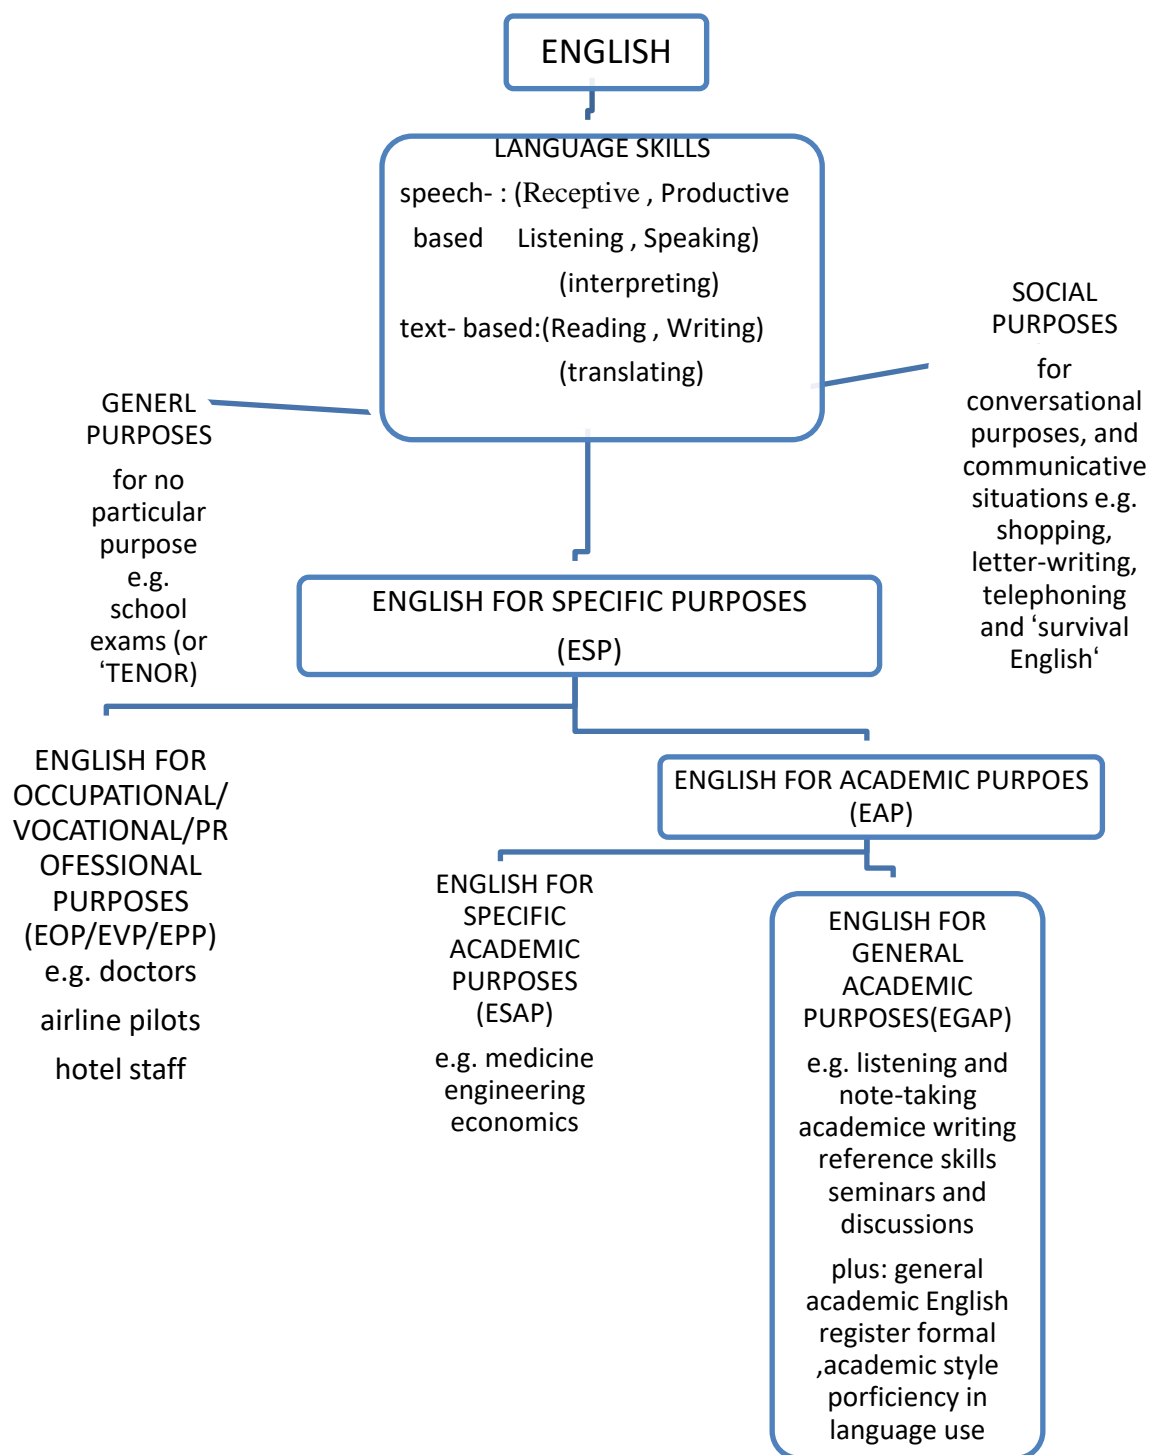 ENGLISH
LANGUAGE SKILLS
speech- : (Receptive , Productive
based Listening , Speaking)
(interpreting)
text- based:(Reading , Writing)
(translating)
SOCIAL
PURPOSES
for
conversational
purposes, and
communicative
situations e.g.
shopping,
letter-writing,
telephoning
and ‘survival
English‘
GENERL
PURPOSES
for no
particular
purpose
e.g.
school
exams (or
‘TENOR)
ENGLISH FOR SPECIFIC PURPOSES
(ESP)
ENGLISH FOR
OCCUPATIONAL/
VOCATIONAL/PR
OFESSIONAL
PURPOSES
(EOP/EVP/EPP)
e.g. doctors
airline pilots
hotel staff
ENGLISH FOR ACADEMIC PURPOES
(EAP)
ENGLISH FOR
SPECIFIC
ACADEMIC
PURPOSES
(ESAP)
e.g. medicine
engineering
economics
ENGLISH FOR
GENERAL
ACADEMIC
PURPOSES(EGAP)
e.g. listening and
note-taking
academice writing
reference skills
seminars and
discussions
plus: general
academic English
register formal
,academic style
porficiency in
language use